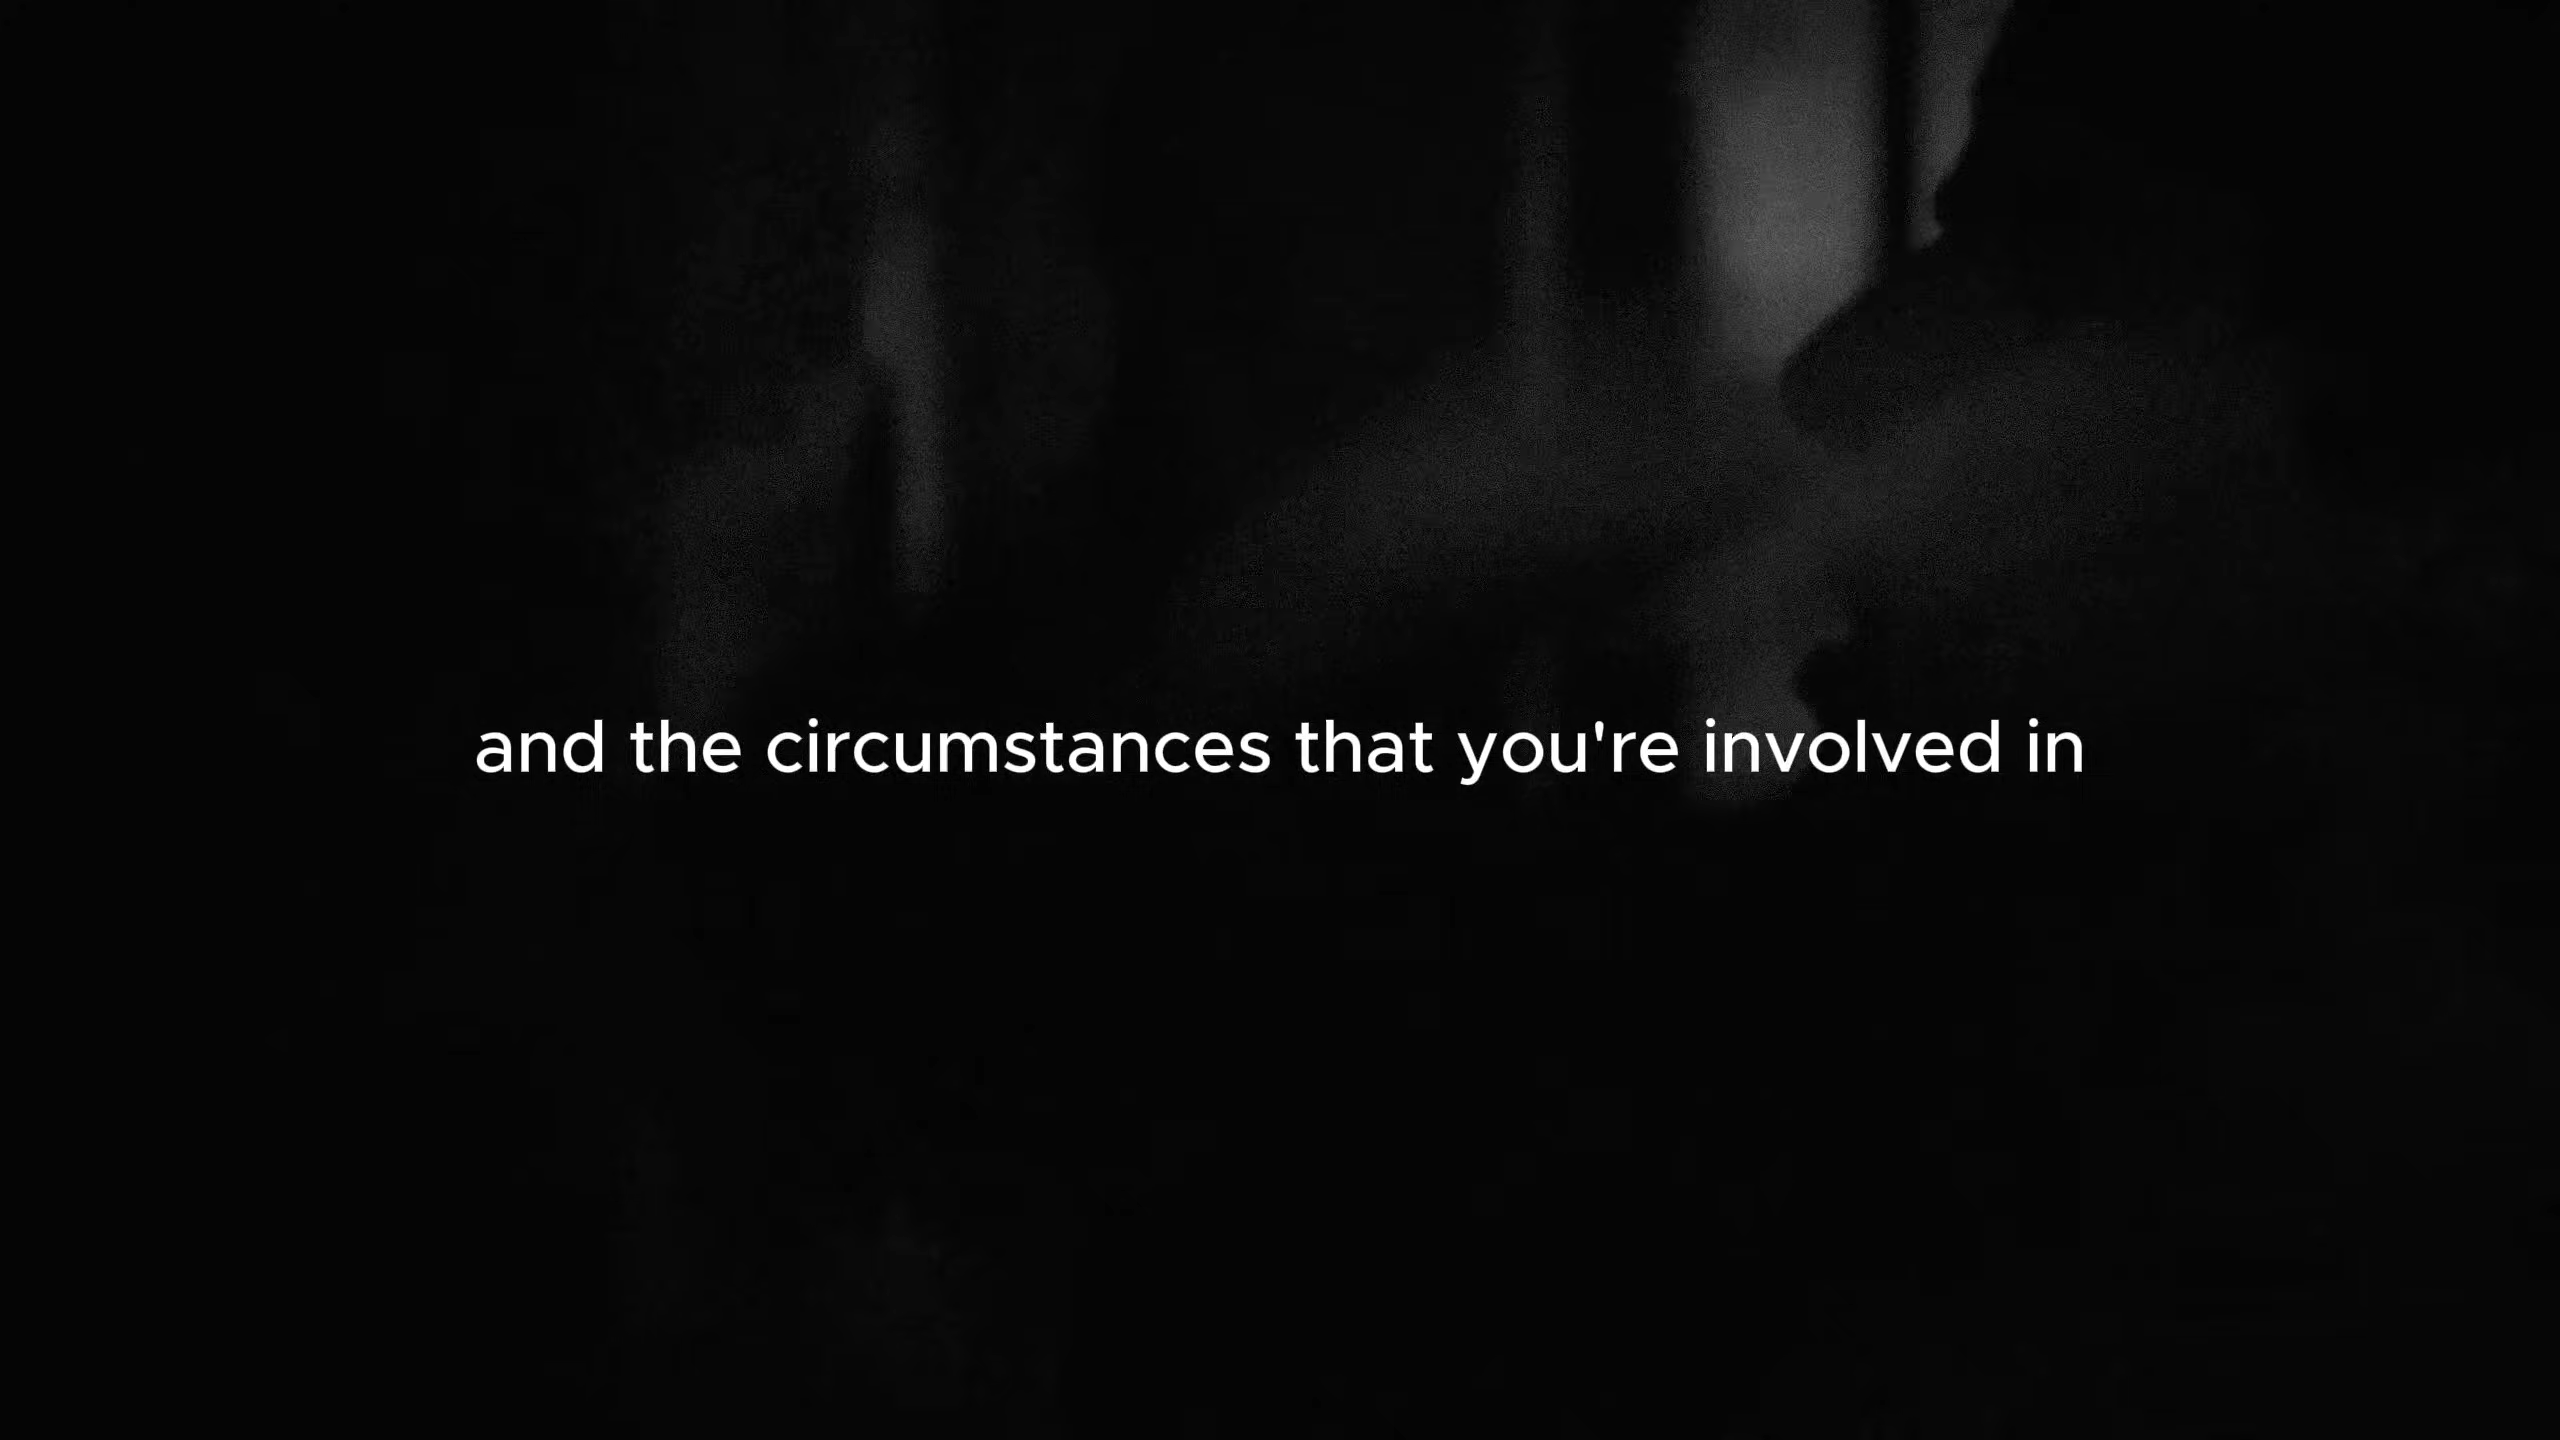 and the circumstances that you're involved in